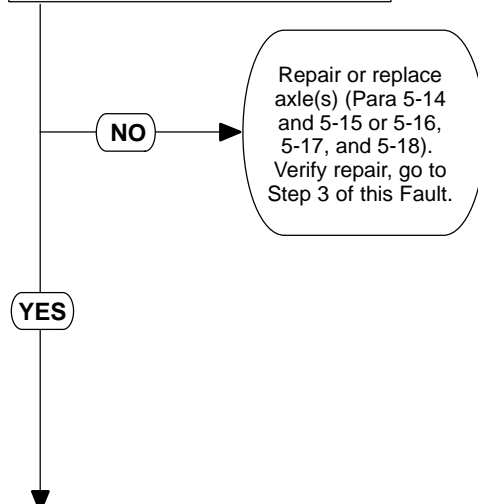 NO
Repair or replace
axle(s) (Para 5-14
and 5-15 or 5-16,
5-17, and 5-18).
Verify repair, go to
Step 3 of this Fault.
YES